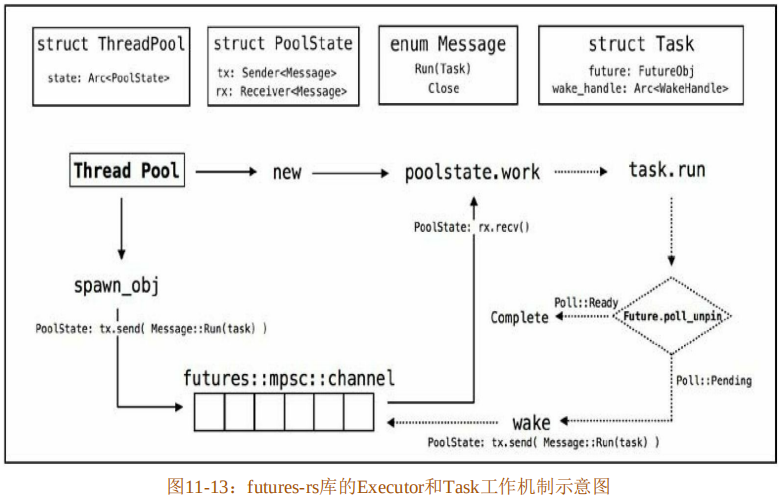 struct ThreadPool
state: Arc<PoolState>
struct PoolState
tx: Sender<Message>
rx: Receiver<Message>
enum Message
Run(Task)
Close
struct Task
future: FutureObj
wake_handle: Arc<WakeHandle>
Thread Pool
new
poolstate.work
task.run
PoolState: rx.recv()
spawn_obj
PoolState: tx.send( Message::Run(task) )
Poll::Ready
Complete
Future.poll_unpin
Poll::Pending
futures::mpsc::channel
wake
PoolState: tx.send( Message::Run(task) )
图11-13：futures-rs库的Executor和Task工作机制示意图